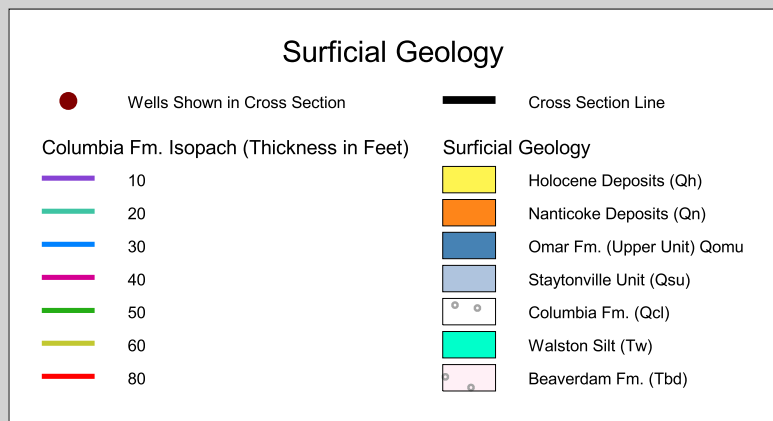 Surficial Geology
Wells Shown in Cross Section
Cross Section Line
Columbia Fm. Isopach (Thickness in Feet)
10
20
30
40
50
60
80
Surficial Geology
Holocene Deposits (Qh)
Nanticoke Deposits (Qn)
Omar Fm. (Upper Unit) Qomu
Staytonville Unit (Qsu)
Columbia Fm. (Qcl)
Walston Silt (Tw)
Beaverdam Fm. (Tbd)